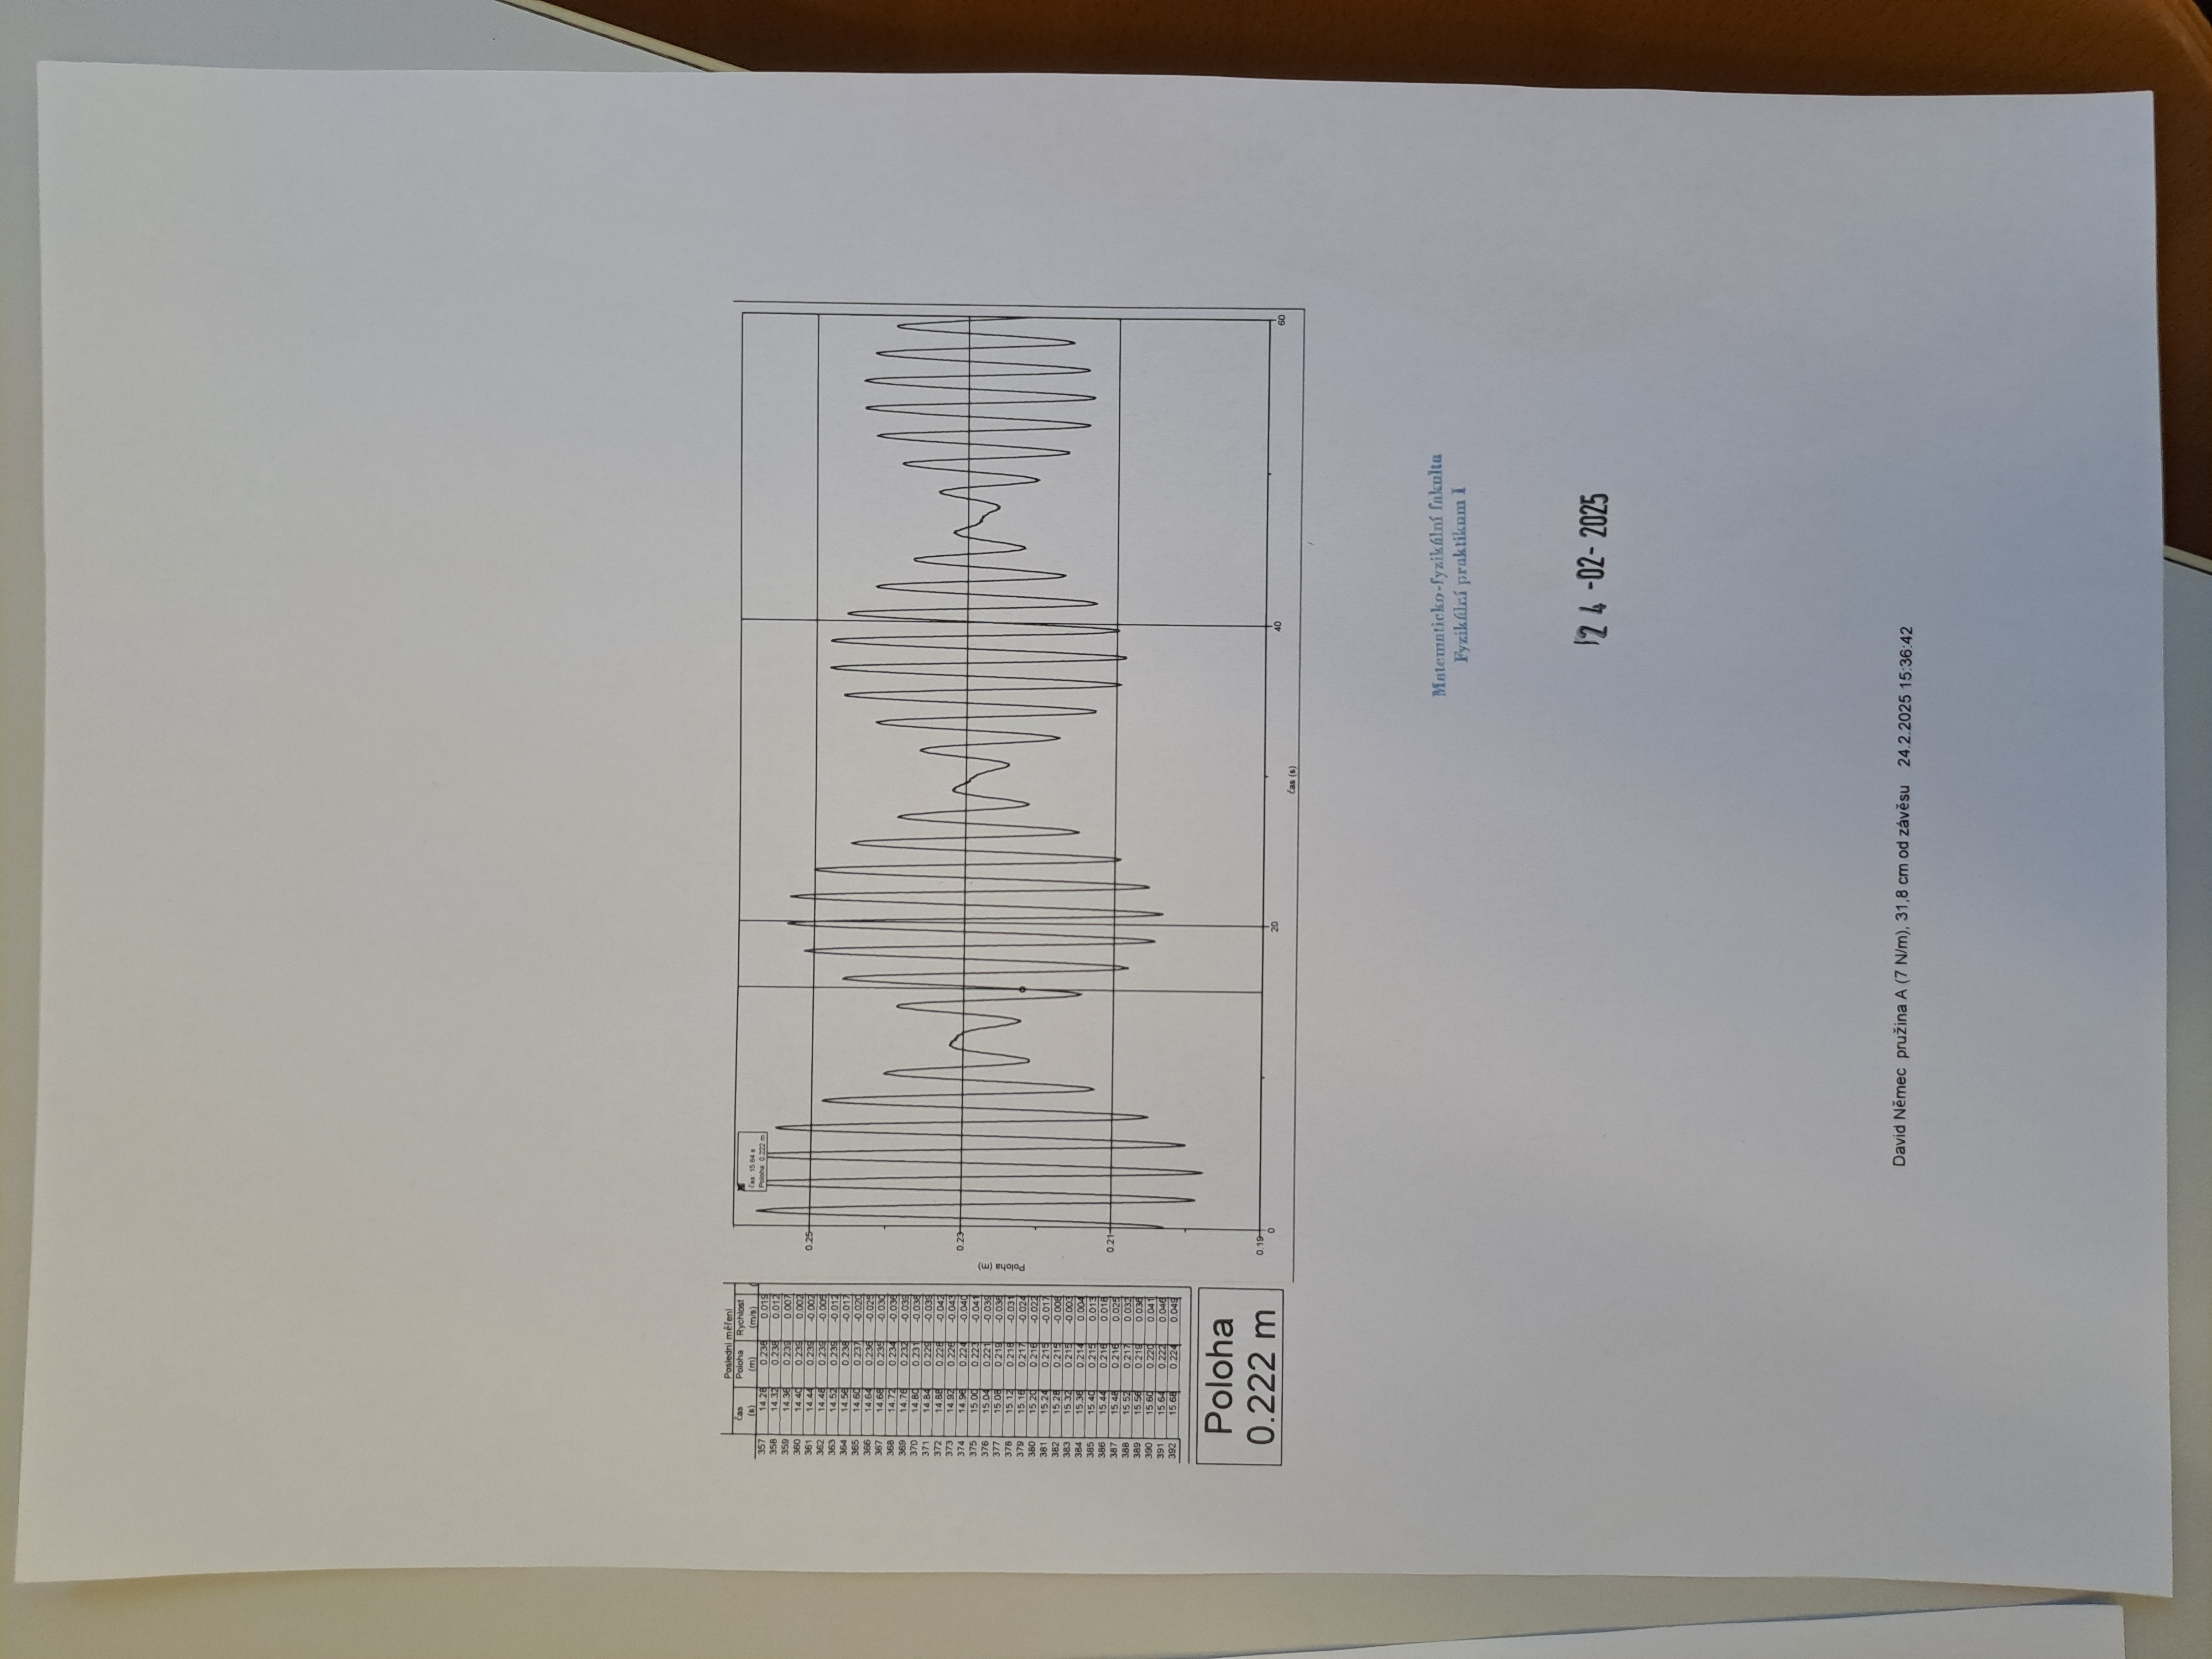 Poslední měření
čas Poloha Rychlost
(s) (m) (m/s)
357 14.28 0.238 0.019
358 14.32 0.238 0.012
359 14.36 0.239 0.007
360 14.40 0.239 0.002
361 14.44 0.239 -0.002
362 14.48 0.239 -0.005
363 14.52 0.239 -0.012
364 14.56 0.238 -0.017
365 14.60 0.237 -0.020
366 14.64 0.236 -0.025
367 14.68 0.235 -0.030
368 14.72 0.234 -0.036
369 14.76 0.232 -0.039
370 14.80 0.231 -0.038
371 14.84 0.229 -0.039
372 14.88 0.228 -0.042
373 14.92 0.226 -0.043
374 14.96 0.224 -0.040
375 15.00 0.223 -0.041
376 15.04 0.221 -0.039
377 15.08 0.219 -0.036
378 15.12 0.218 -0.031
379 15.16 0.217 -0.024
380 15.20 0.216 -0.022
381 15.24 0.215 -0.017
382 15.28 0.215 -0.008
383 15.32 0.215 -0.003
384 15.36 0.214 0.004
385 15.40 0.215 0.013
386 15.44 0.216 0.018
387 15.48 0.216 0.025
388 15.52 0.217 0.032
389 15.56 0.219 0.036
390 15.60 0.220 0.041
391 15.64 0.222 0.046
392 15.68 0.224 0.049
Poloha
0.222 m
čas: 15.64 s
Poloha: 0.222 m
0.25
0.23
Poloha (m)
0.21
0.19
0 20 40 60
čas (s)
Matematicko-fyzikální fakulta
Fyzikální praktikum I
24 -02- 2025
David Němec pružina A (7 N/m), 31,8 cm od závěsu 24.2.2025 15:36:42